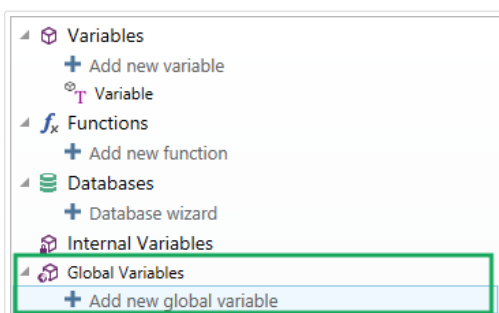 Variables
Add new variable
T Variable
fx Functions
Add new function
Databases
Database wizard
Internal Variables
Global Variables
Add new global variable